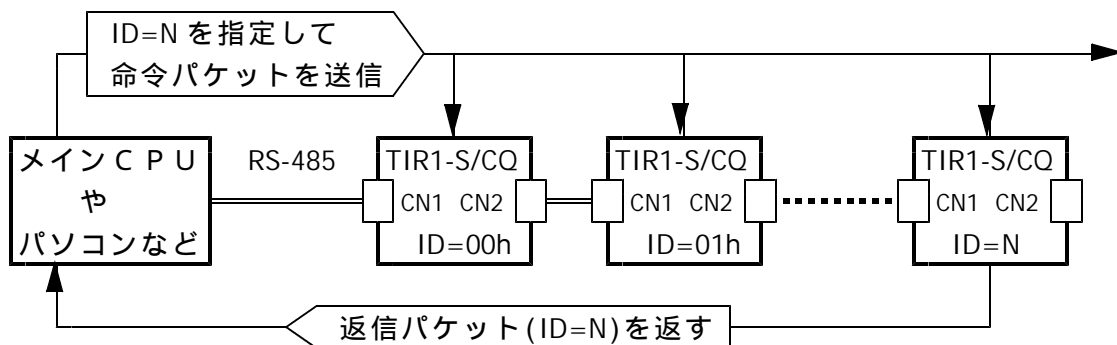 ID=N を指定して
命令パケットを送信
メインＣＰＵ
や
パソコンなど
RS-485
TIR1-S/CQ
CN1 CN2
ID=00h
TIR1-S/CQ
CN1 CN2
ID=01h
TIR1-S/CQ
CN1 CN2
ID=N
返信パケット(ID=N)を返す